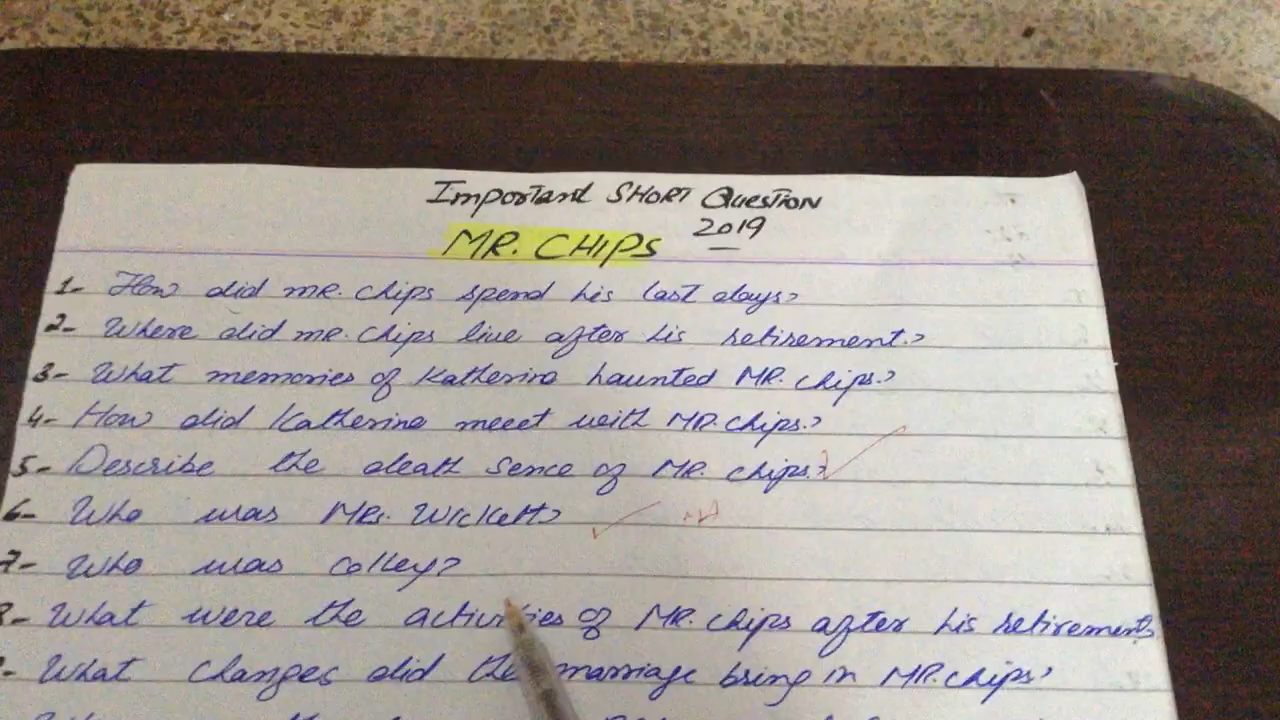 Important SHORT QUESTION
2019
MR. CHIPS
1- How did mr. chips spend his last days?
2- Where did mr. chips live after his retirement?
3- What memories of Katherine haunted MR. chips?
4- How did Katherine meeet with MR. chips?
5- Describe the death sence of MR. chips?
6- Who was MRs. Wickett?
7- Who was colley?
8- What were the activities of MR. chips after his retirement?
- What changes did the marriage bring in MR. chips?